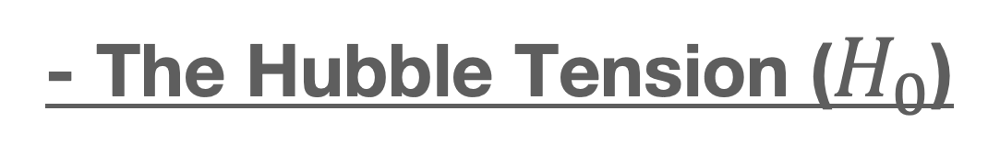 - The Hubble Tension (H₀)